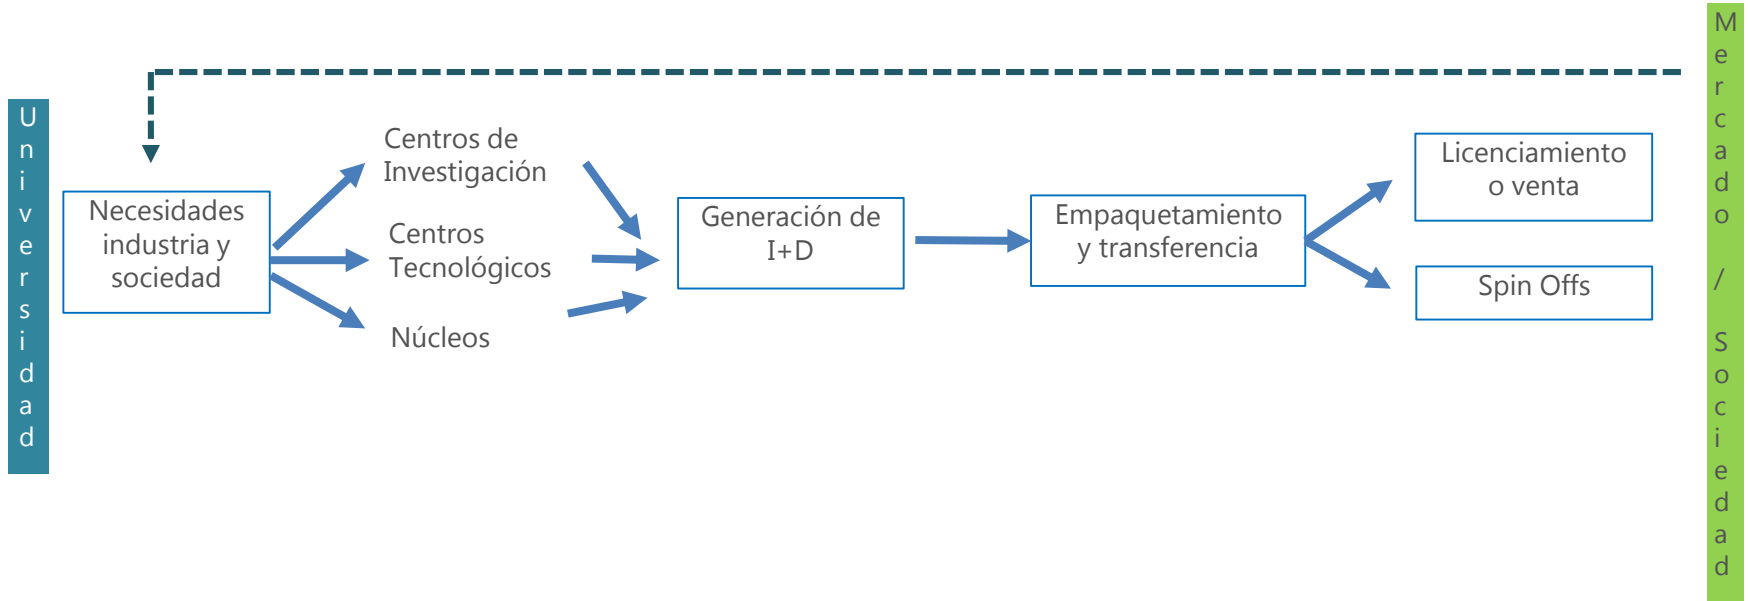 Universidad
Necesidades
industria y
sociedad
Centros de
Investigación
Centros
Tecnológicos
Núcleos
Generación de
I+D
Empaquetamiento
y transferencia
Licenciamiento
o venta
Spin Offs
Mercado / Sociedad